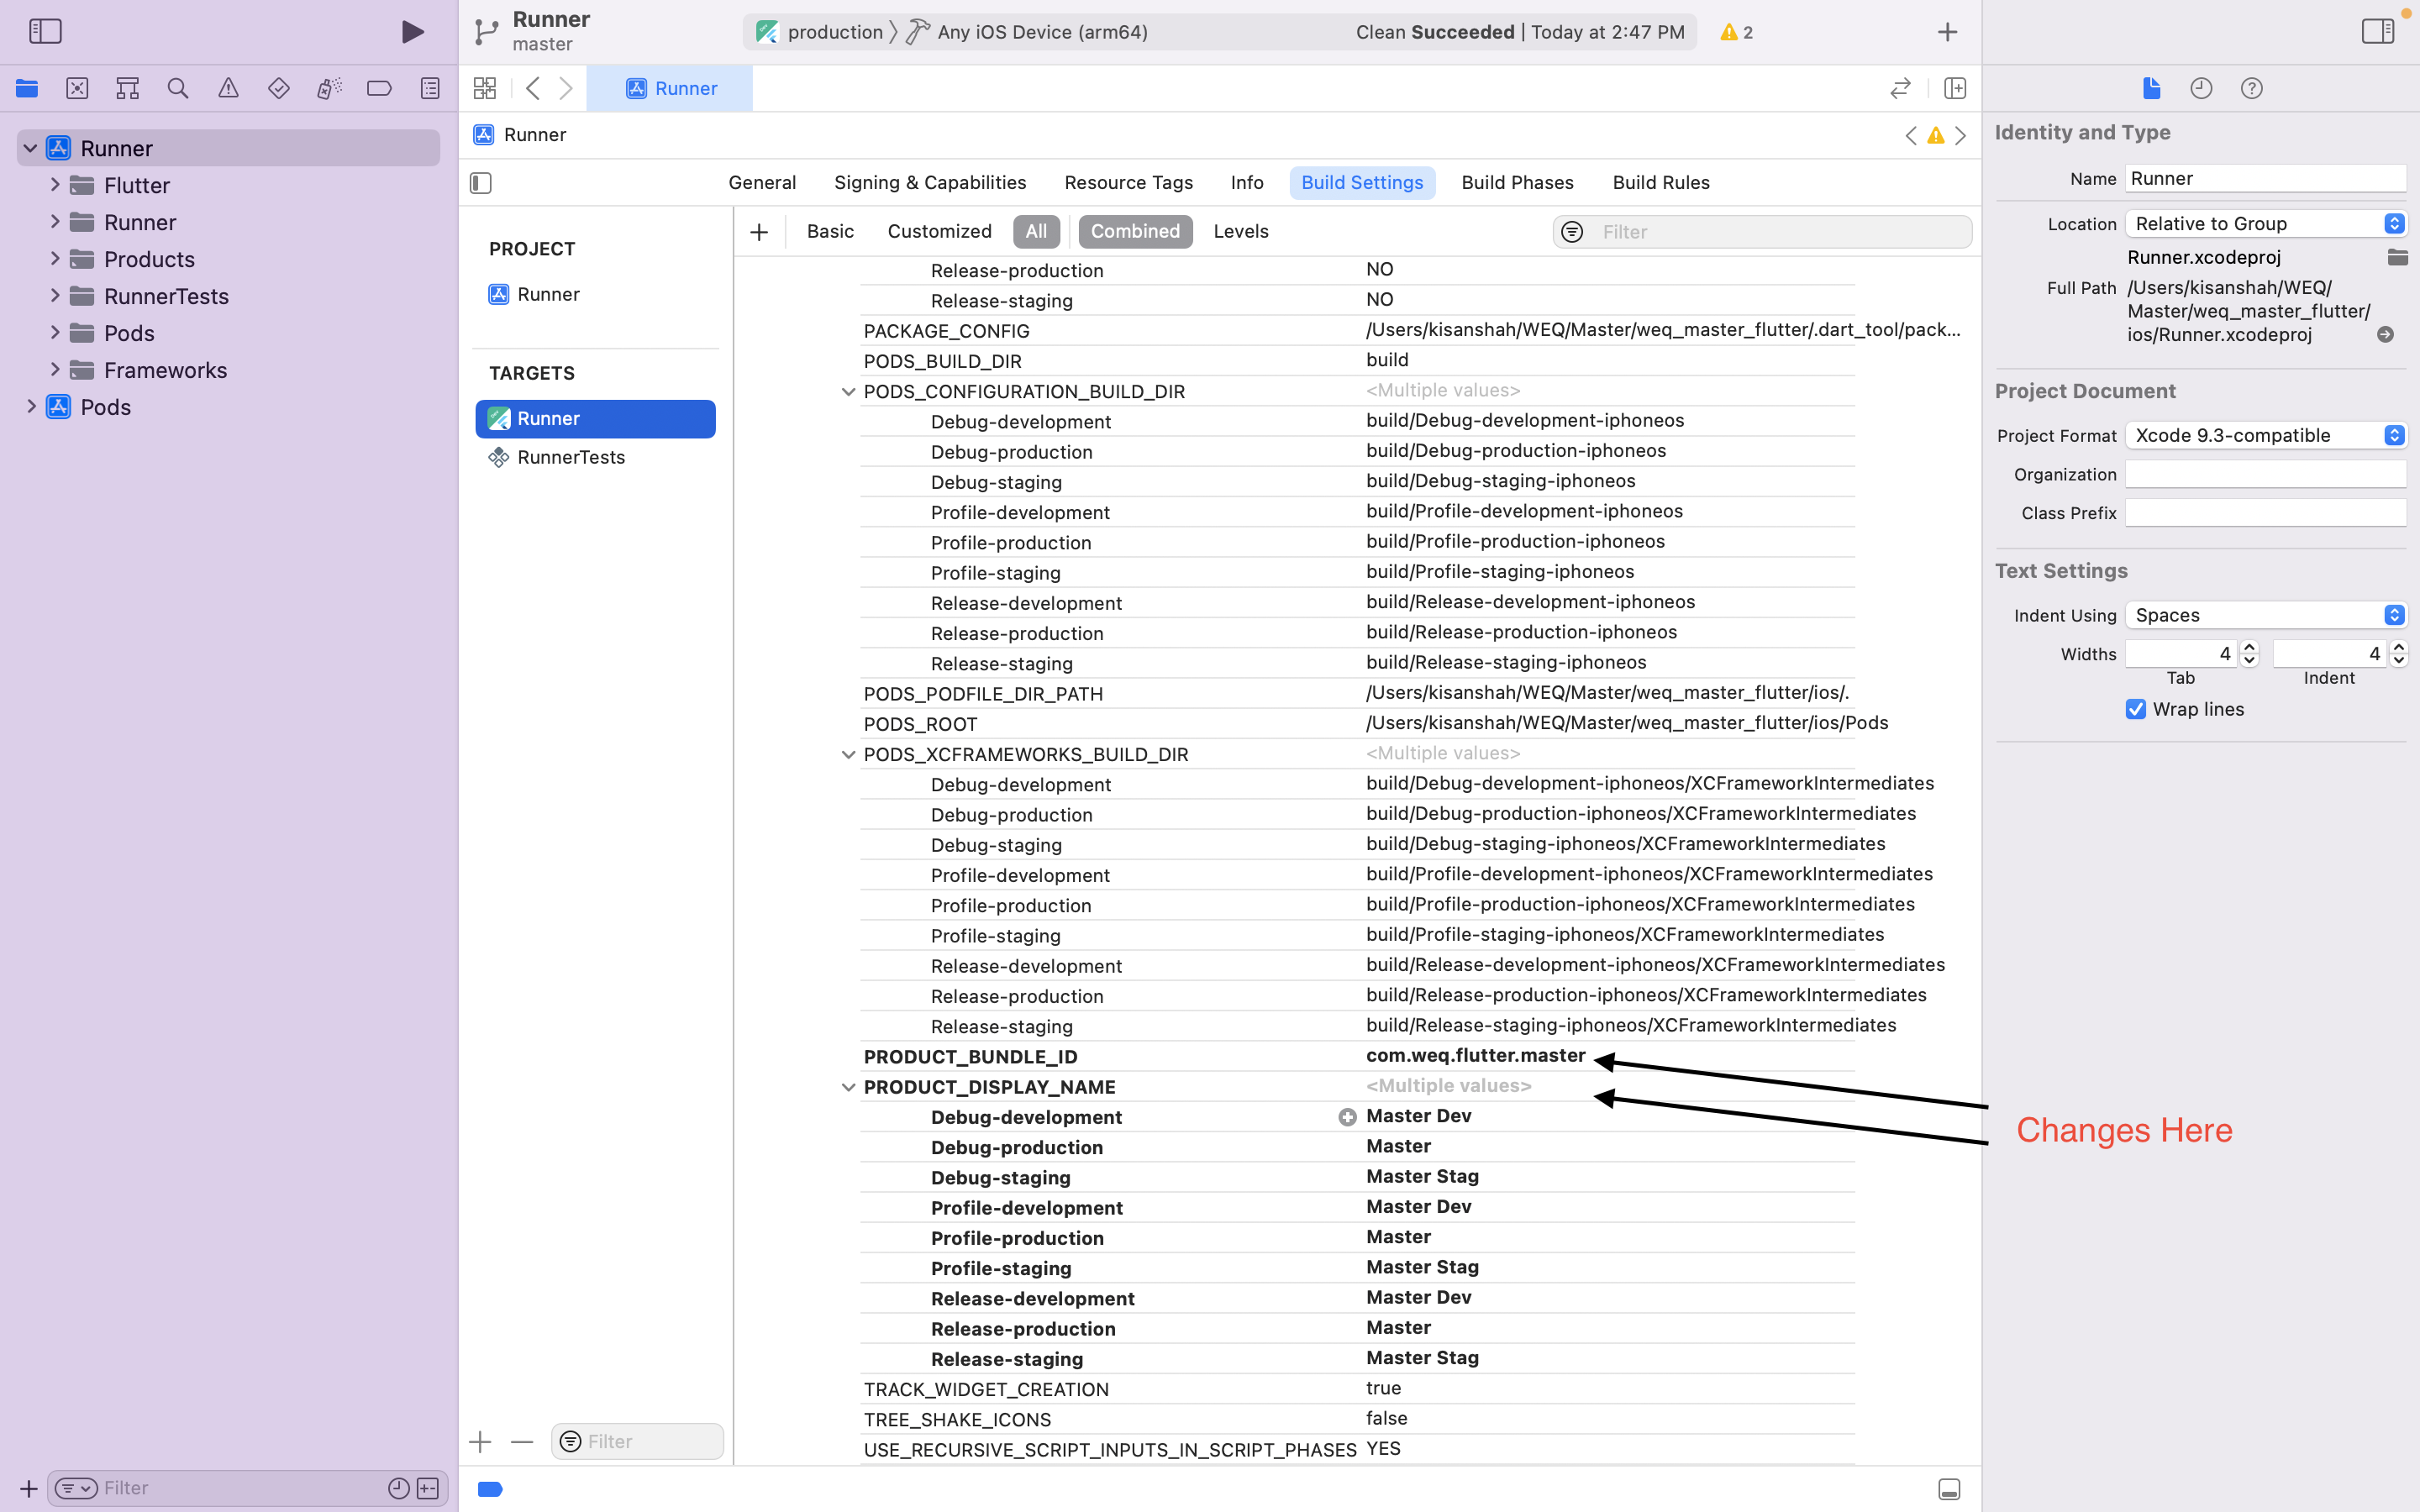 Runner
master
production
Any iOS Device (arm64)
Clean Succeeded | Today at 2:47 PM
2
Runner
Flutter
Runner
Products
RunnerTests
Pods
Frameworks
Pods
Filter
Runner
Runner
General
Signing & Capabilities
Resource Tags
Info
Build Settings
Build Phases
Build Rules
PROJECT
Runner
TARGETS
Runner
RunnerTests
Filter
Basic
Customized
All
Combined
Levels
Filter
Release-production NO
Release-staging NO
PACKAGE_CONFIG /Users/kisanshah/WEQ/Master/weq_master_flutter/.dart_tool/pack...
PODS_BUILD_DIR build
PODS_CONFIGURATION_BUILD_DIR <Multiple values>
Debug-development build/Debug-development-iphoneos
Debug-production build/Debug-production-iphoneos
Debug-staging build/Debug-staging-iphoneos
Profile-development build/Profile-development-iphoneos
Profile-production build/Profile-production-iphoneos
Profile-staging build/Profile-staging-iphoneos
Release-development build/Release-development-iphoneos
Release-production build/Release-production-iphoneos
Release-staging build/Release-staging-iphoneos
PODS_PODFILE_DIR_PATH /Users/kisanshah/WEQ/Master/weq_master_flutter/ios/.
PODS_ROOT /Users/kisanshah/WEQ/Master/weq_master_flutter/ios/Pods
PODS_XCFRAMEWORKS_BUILD_DIR <Multiple values>
Debug-development build/Debug-development-iphoneos/XCFrameworkIntermediates
Debug-production build/Debug-production-iphoneos/XCFrameworkIntermediates
Debug-staging build/Debug-staging-iphoneos/XCFrameworkIntermediates
Profile-development build/Profile-development-iphoneos/XCFrameworkIntermediates
Profile-production build/Profile-production-iphoneos/XCFrameworkIntermediates
Profile-staging build/Profile-staging-iphoneos/XCFrameworkIntermediates
Release-development build/Release-development-iphoneos/XCFrameworkIntermediates
Release-production build/Release-production-iphoneos/XCFrameworkIntermediates
Release-staging build/Release-staging-iphoneos/XCFrameworkIntermediates
PRODUCT_BUNDLE_ID com.weq.flutter.master
PRODUCT_DISPLAY_NAME <Multiple values>
Debug-development Master Dev
Debug-production Master
Debug-staging Master Stag
Profile-development Master Dev
Profile-production Master
Profile-staging Master Stag
Release-development Master Dev
Release-production Master
Release-staging Master Stag
TRACK_WIDGET_CREATION true
TREE_SHAKE_ICONS false
USE_RECURSIVE_SCRIPT_INPUTS_IN_SCRIPT_PHASES YES
Identity and Type
Name Runner
Location Relative to Group
Runner.xcodeproj
Full Path /Users/kisanshah/WEQ/
Master/weq_master_flutter/
ios/Runner.xcodeproj
Project Document
Project Format Xcode 9.3-compatible
Organization
Class Prefix
Text Settings
Indent Using Spaces
Widths 4 4
Tab Indent
Wrap lines
Changes Here